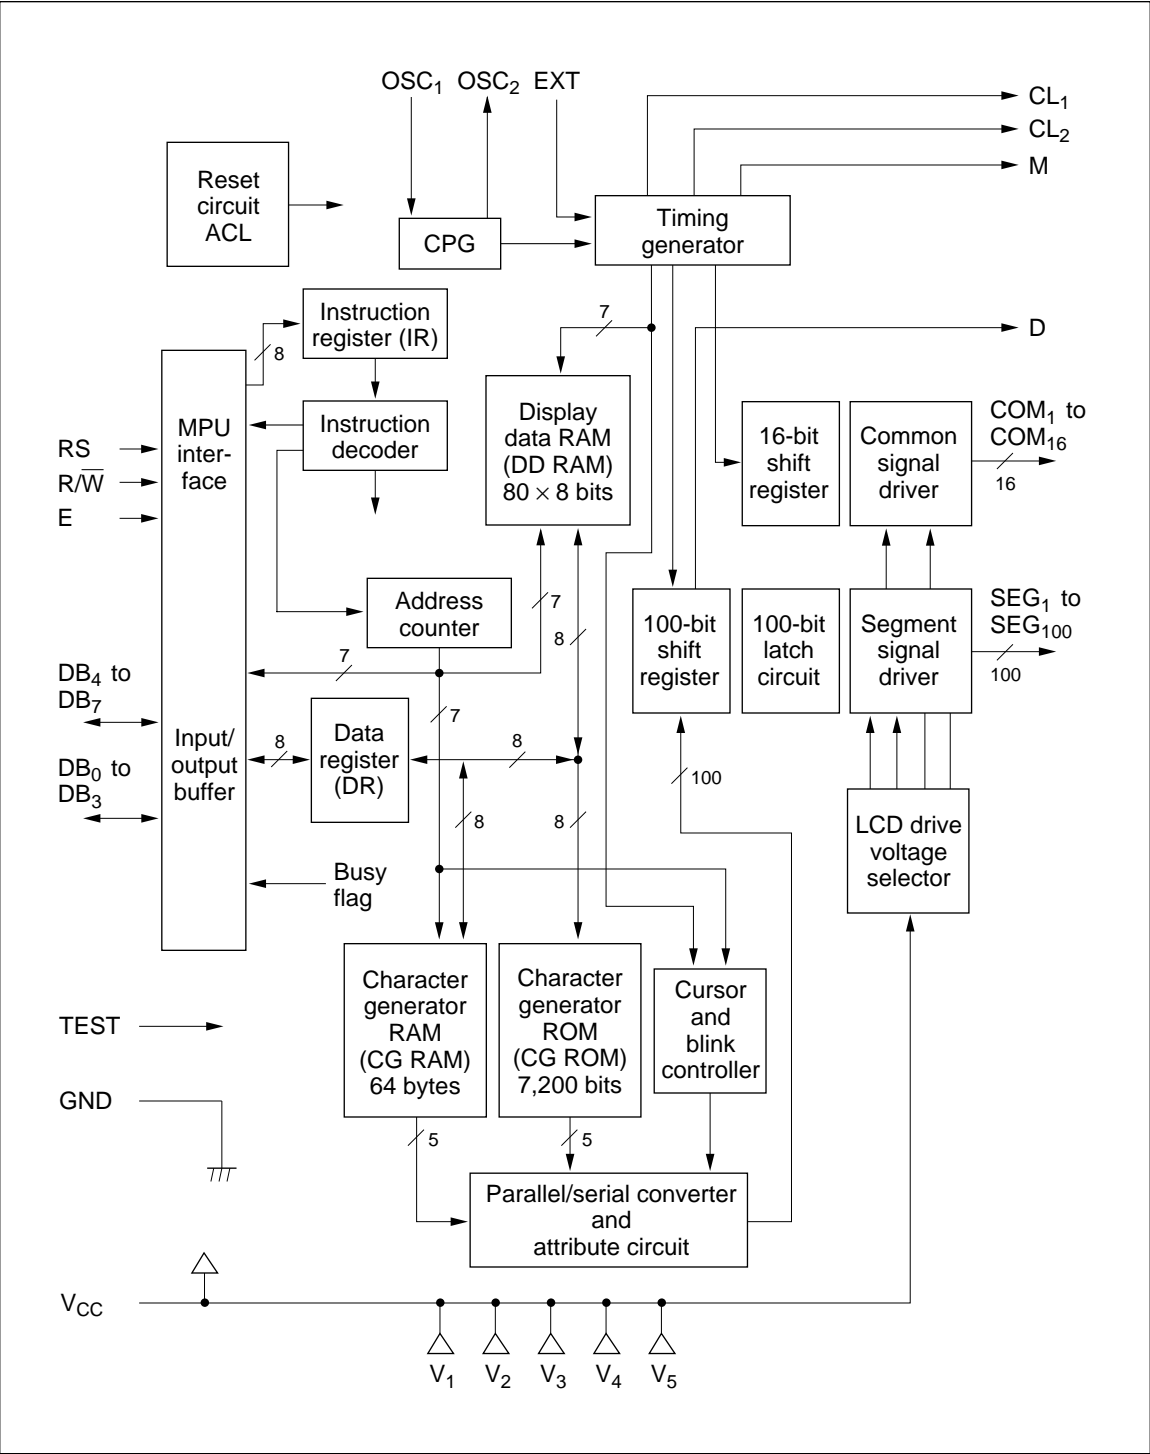 OSC1 OSC2 EXT
CL1
CL2
M
Reset
circuit
ACL
CPG
Timing
generator
Instruction
register (IR)
8
7
D
MPU
inter-
face
Instruction
decoder
Display
data RAM
(DD RAM)
80 × 8 bits
16-bit
shift
register
Common
signal
driver
COM1 to
COM16
16
RS
R/W̅
E
Address
counter
7
8
100-bit
shift
register
100-bit
latch
circuit
Segment
signal
driver
SEG1 to
SEG100
100
7
7
DB4 to
DB7
DB0 to
DB3
Input/
output
buffer
8
Data
register
(DR)
8
8
8
100
LCD drive
voltage
selector
Busy
flag
Character
generator
RAM
(CG RAM)
64 bytes
Character
generator
ROM
(CG ROM)
7,200 bits
Cursor
and
blink
controller
TEST
GND
5
5
Parallel/serial converter
and
attribute circuit
VCC
V1 V2 V3 V4 V5